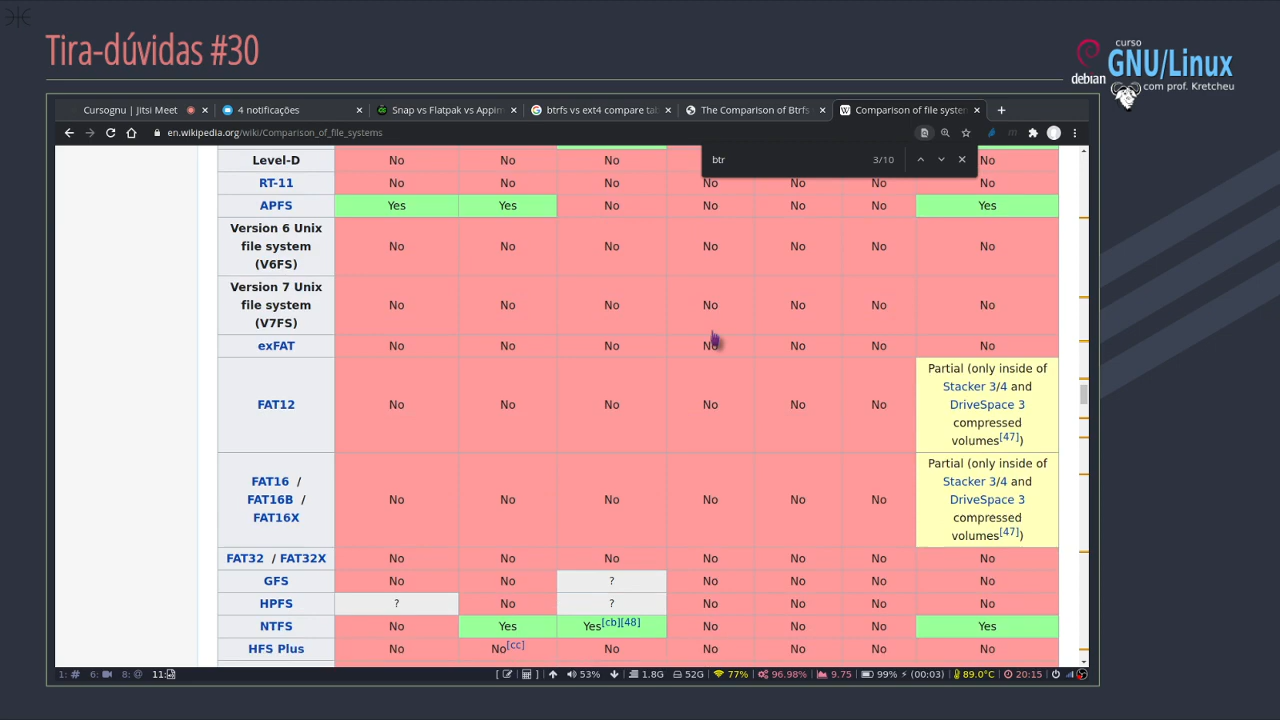 Tira-dúvidas #30
curso
GNU/Linux
debian
com prof. Kretcheu
Cursognu | Jitsi Meet
4 notificações
Snap vs Flatpak vs AppIm
btrfs vs ext4 compare tab
The Comparison of Btrfs
W Comparison of file system
en.wikipedia.org/wiki/Comparison_of_file_systems
btr 3/10
Level-D No No No
RT-11 No No No No No No No
APFS Yes Yes No No No No Yes
Version 6 Unix
file system
(V6FS)
No No No No No No No
Version 7 Unix
file system
(V7FS)
No No No No No No No
exFAT No No No No No No No
FAT12 No No No No No No
Partial (only inside of
Stacker 3/4 and
DriveSpace 3
compressed
volumes[47])
FAT16 /
FAT16B /
FAT16X
No No No No No No
Partial (only inside of
Stacker 3/4 and
DriveSpace 3
compressed
volumes[47])
FAT32 / FAT32X No No No No No No No
GFS No No ? No No No No
HPFS ? No ? No No No No
NTFS No Yes Yes[cb][48] No No No Yes
HFS Plus No No[cc] No No No No No
1: # 6: 8: @ 11: [ | ] 53% 1.8G 52G 77% 96.98% 9.75 99% (00:03) 89.0°C 20:15